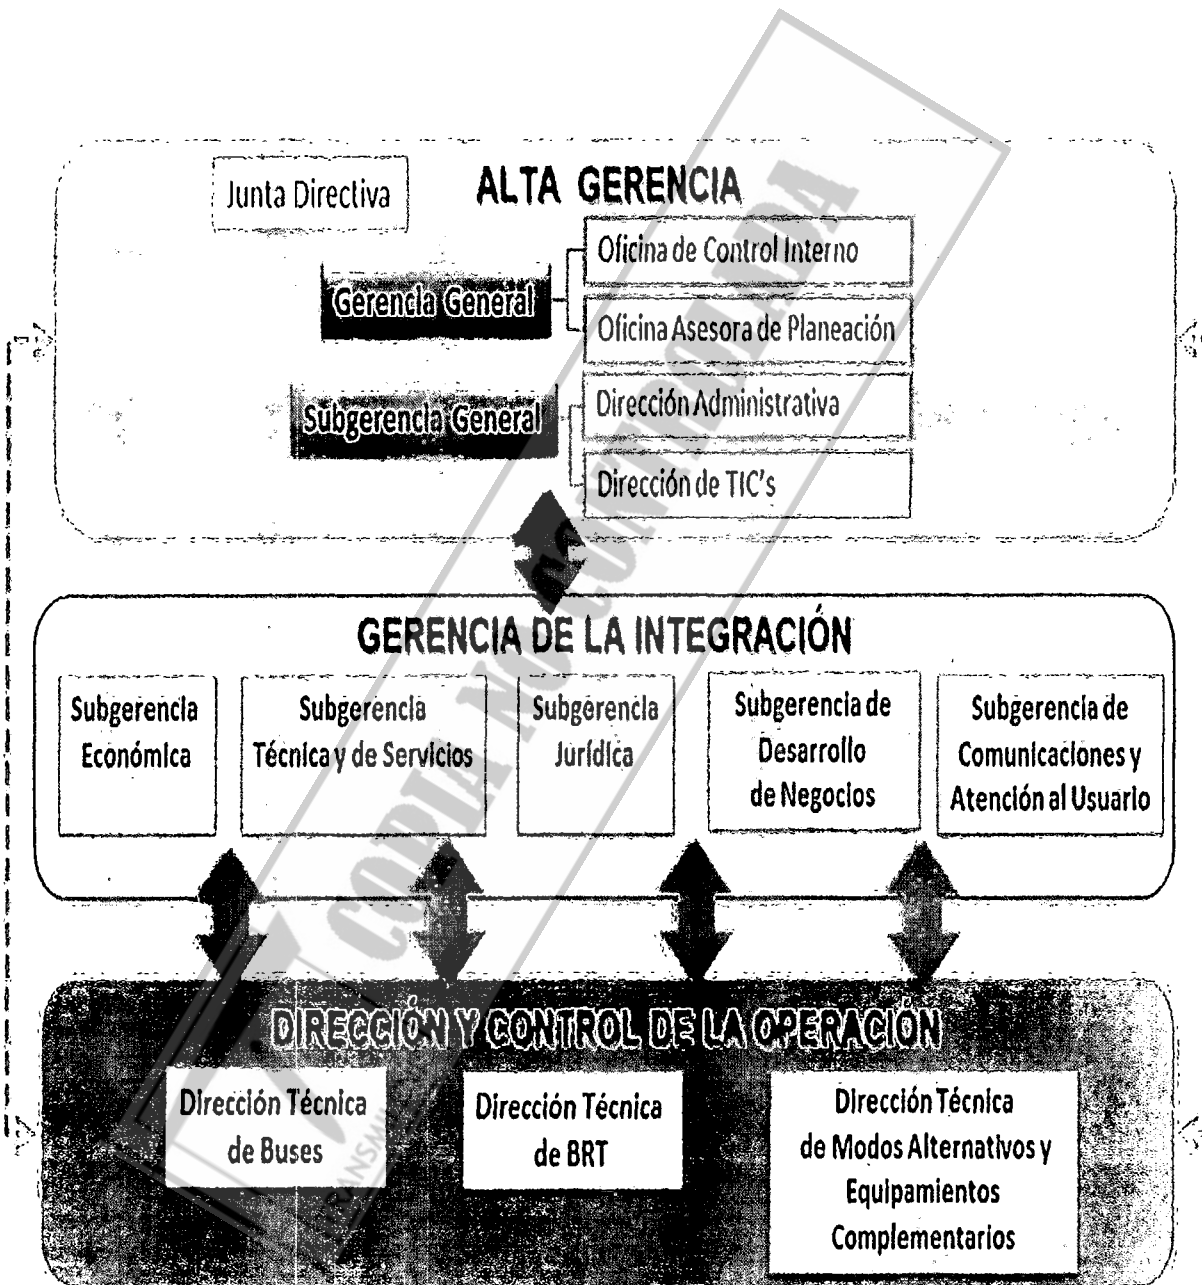 Junta Directiva
ALTA GERENCIA
Oficina de Control Interno
Gerencia General
Oficina Asesora de Planeación
Subgerencia General
Dirección Administrativa
Dirección de TIC's
GERENCIA DE LA INTEGRACIÓN
Subgerencia
Económica
Subgerencia
Técnica y de Servicios
Subgerencia
Jurídica
Subgerencia de
Desarrollo
de Negocios
Subgerencia de
Comunicaciones y
Atención al Usuario
DIRECCIÓN Y CONTROL DE LA OPERACIÓN
Dirección Técnica
de Buses
Dirección Técnica
de BRT
Dirección Técnica
de Modos Alternativos y
Equipamientos
Complementarios
COPIA NO CONTROLADA